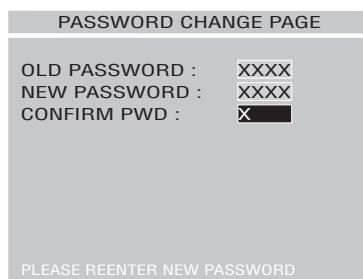 PASSWORD CHANGE PAGE
OLD PASSWORD : XXXX
NEW PASSWORD : XXXX
CONFIRM PWD : X
PLEASE REENTER NEW PASSWORD